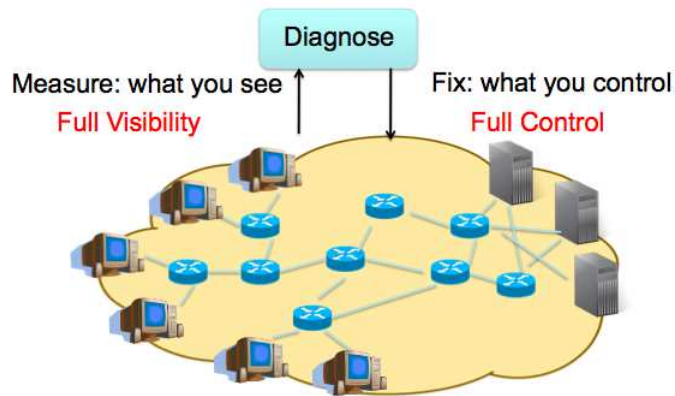 Diagnose
Measure: what you see
Fix: what you control
Full Visibility
Full Control